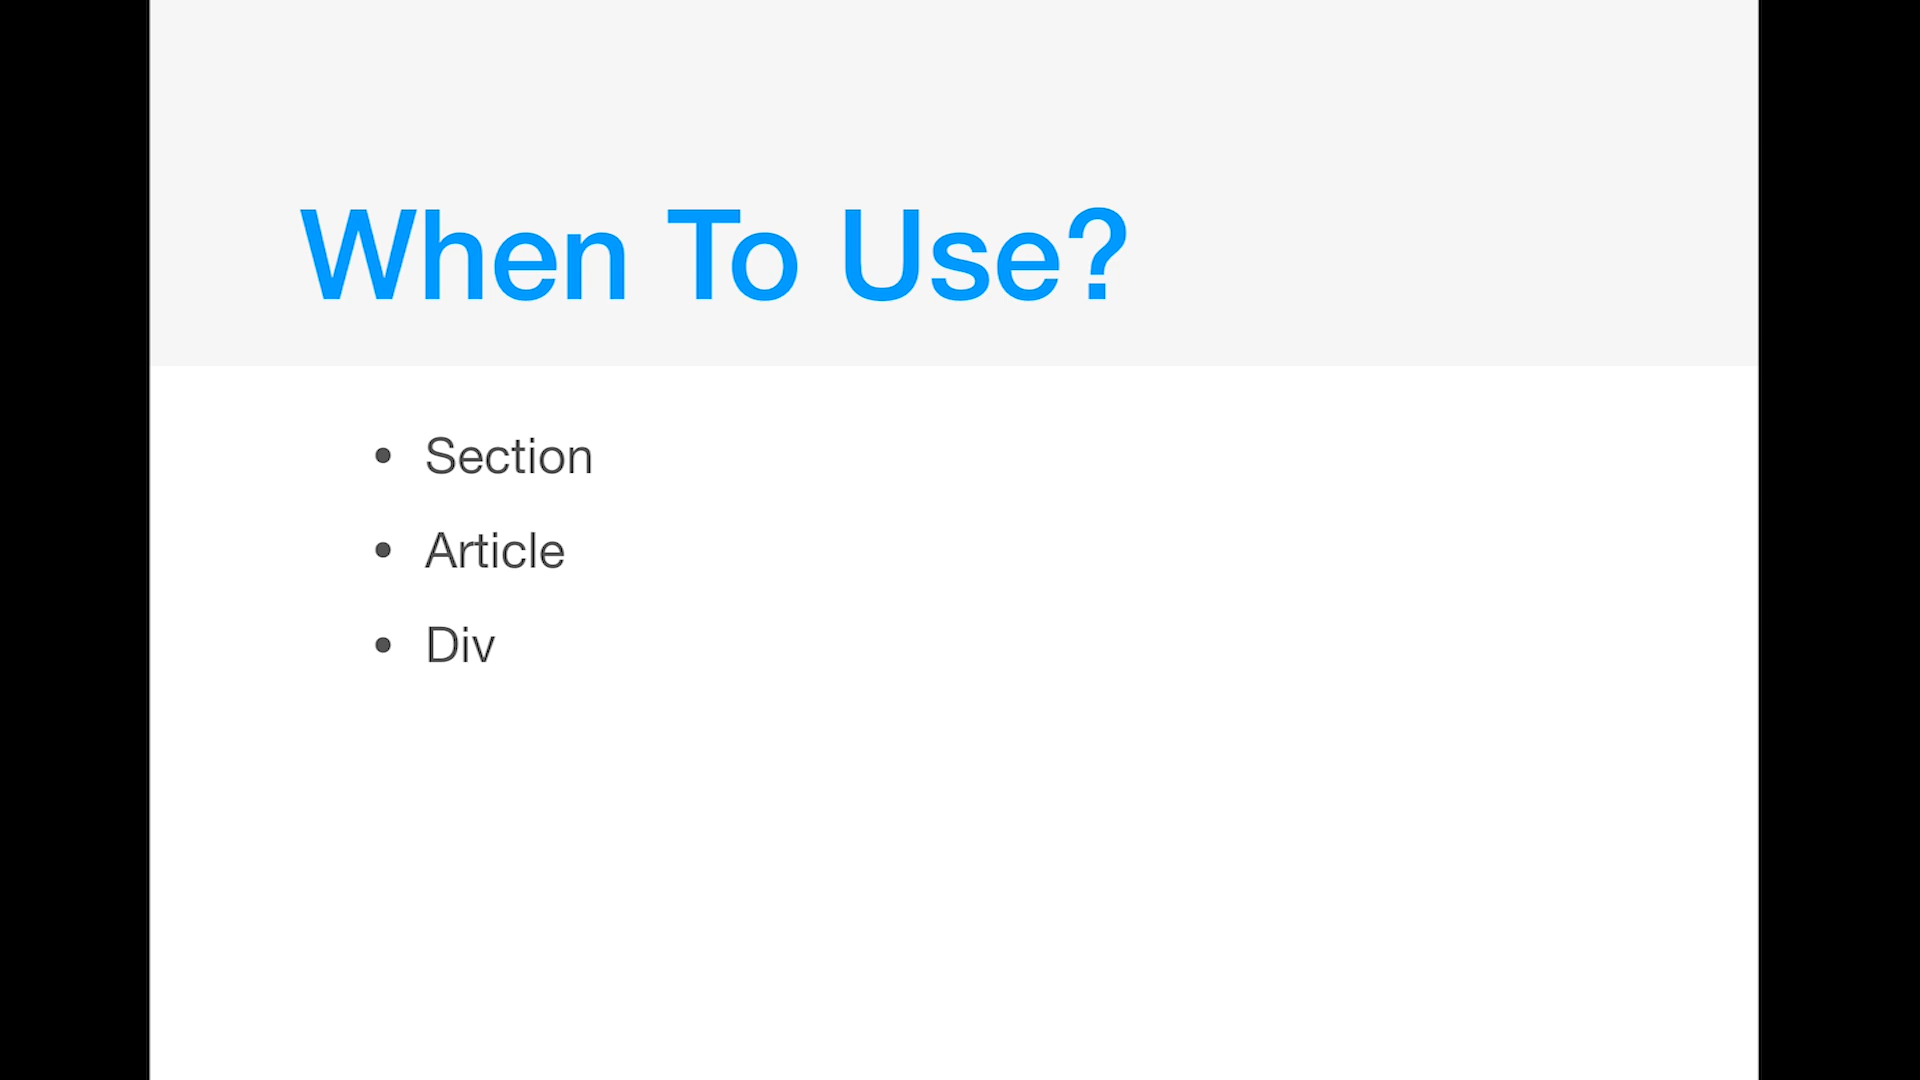 When To Use?
• Section
• Article
• Div